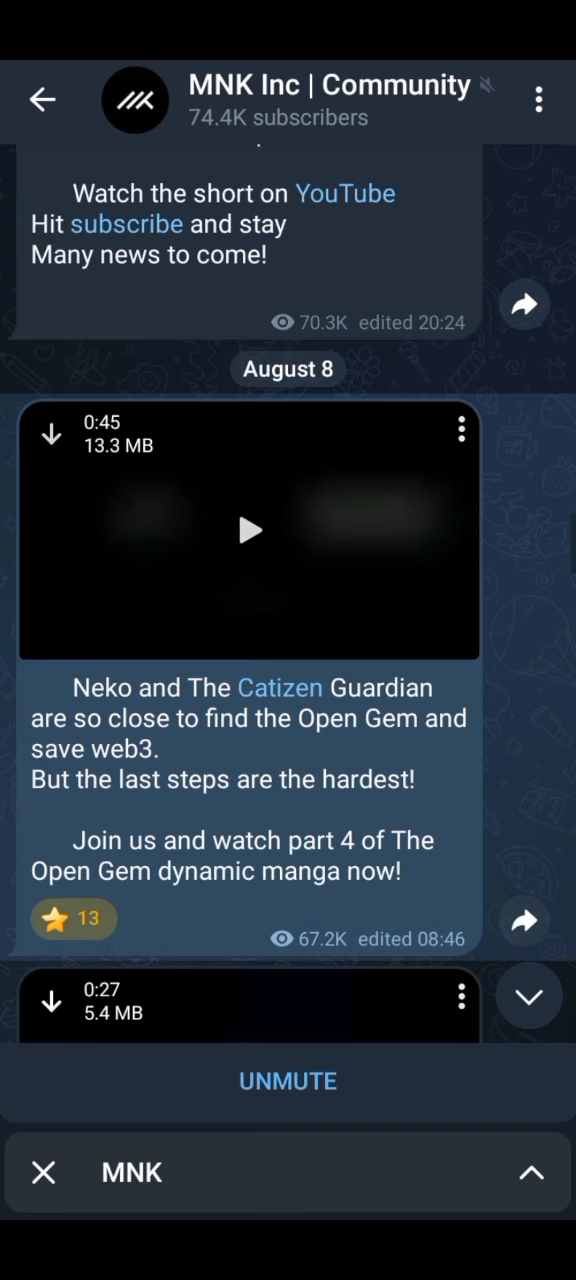 MNK Inc | Community
74.4K subscribers
Watch the short on YouTube
Hit subscribe and stay
Many news to come!
70.3K edited 20:24
August 8
0:45
13.3 MB
Neko and The Catizen Guardian
are so close to find the Open Gem and
save web3.
But the last steps are the hardest!
Join us and watch part 4 of The
Open Gem dynamic manga now!
13
67.2K edited 08:46
0:27
5.4 MB
UNMUTE
MNK